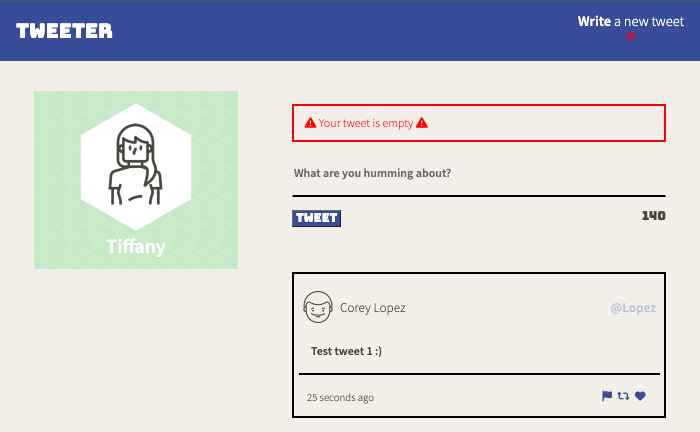 TWEETER
Write a new tweet
Tiffany
Your tweet is empty
What are you humming about?
TWEET
140
Corey Lopez
@Lopez
Test tweet 1 :)
25 seconds ago